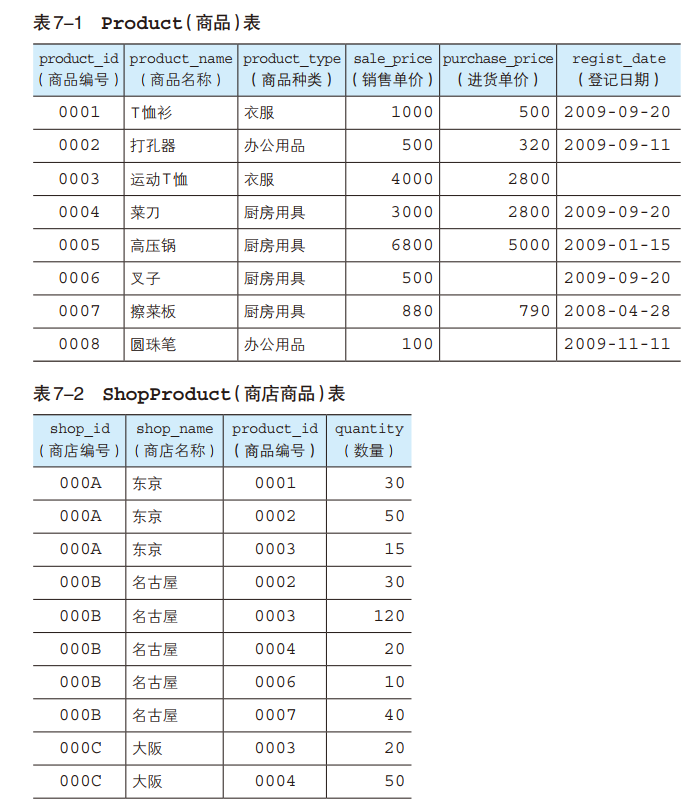 表7-1 Product(商品)表
product_id product_name product_type sale_price purchase_price regist_date
(商品编号) (商品名称) (商品种类) (销售单价) (进货单价) (登记日期)
0001 T恤衫 衣服 1000 500 2009-09-20
0002 打孔器 办公用品 500 320 2009-09-11
0003 运动T恤 衣服 4000 2800
0004 菜刀 厨房用具 3000 2800 2009-09-20
0005 高压锅 厨房用具 6800 5000 2009-01-15
0006 叉子 厨房用具 500 2009-09-20
0007 擦菜板 厨房用具 880 790 2008-04-28
0008 圆珠笔 办公用品 100 2009-11-11
表7-2 ShopProduct(商店商品)表
shop_id shop_name product_id quantity
(商店编号) (商店名称) (商品编号) (数量)
000A 东京 0001 30
000A 东京 0002 50
000A 东京 0003 15
000B 名古屋 0002 30
000B 名古屋 0003 120
000B 名古屋 0004 20
000B 名古屋 0006 10
000B 名古屋 0007 40
000C 大阪 0003 20
000C 大阪 0004 50